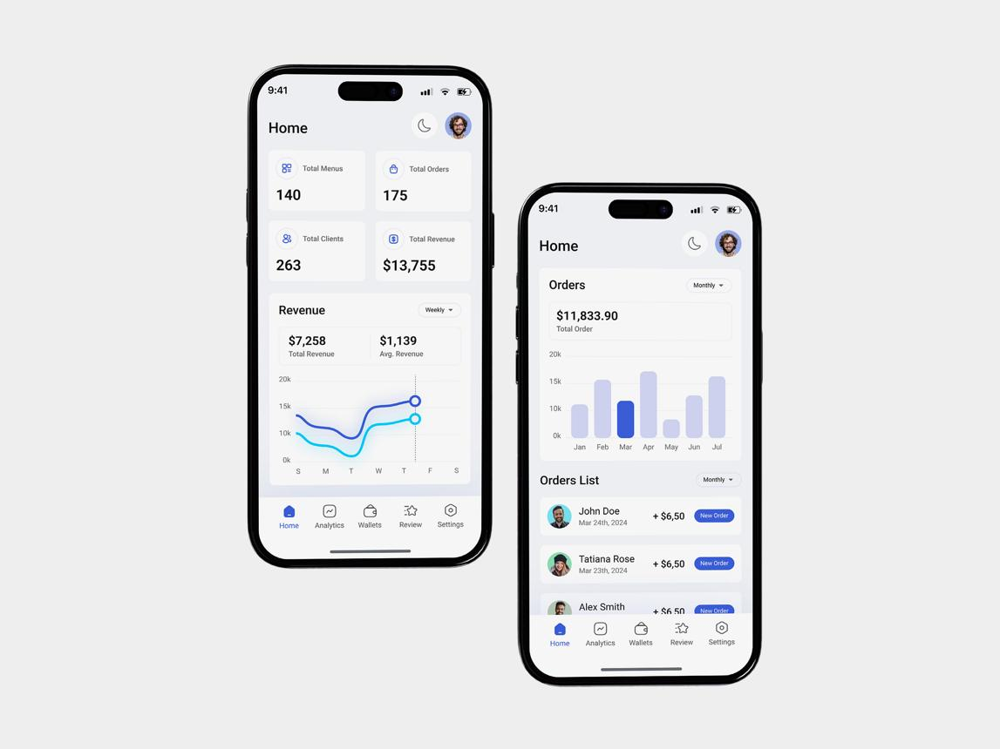 9:41
Home
Total Menus
140
Total Orders
175
Total Clients
263
Total Revenue
$13,755
Revenue
Weekly
$7,258
Total Revenue
$1,139
Avg. Revenue
20k
15k
10k
0k
S M T W T F S
Home Analytics Wallets Review Settings
9:41
Home
Orders
Monthly
$11,833.90
Total Order
20k
15k
10k
0k
Jan Feb Mar Apr May Jun Jul
Orders List
Monthly
John Doe
Mar 24th, 2024
+ $6,50
New Order
Tatiana Rose
Mar 23th, 2024
+ $6,50
New Order
Alex Smith
+ $6,50
New Order
Home Analytics Wallets Review Settings